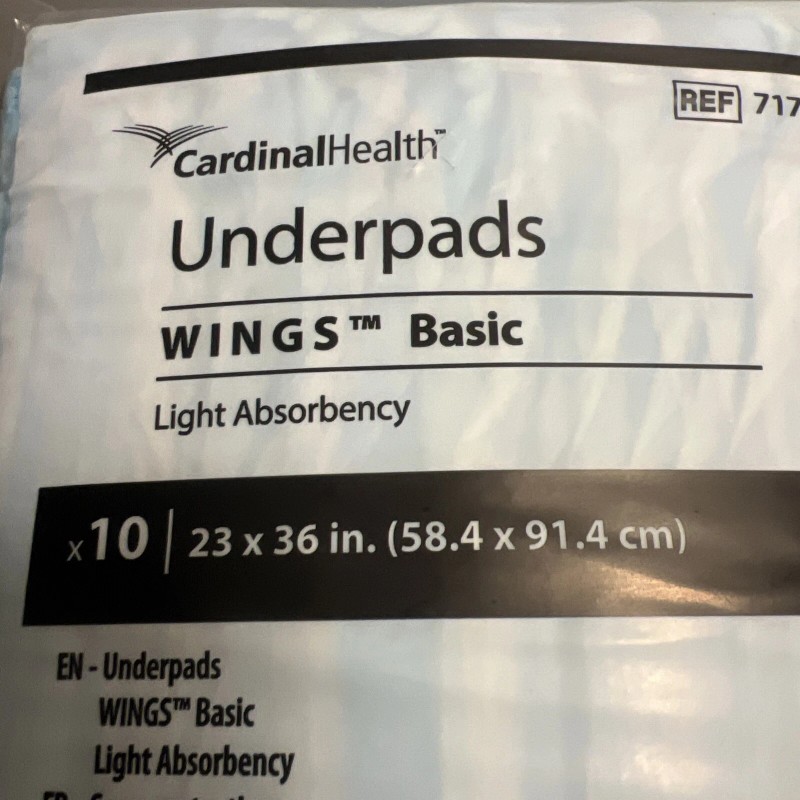 REF 717
CardinalHealth™
Underpads
WINGS™ Basic
Light Absorbency
x10 | 23 x 36 in. (58.4 x 91.4 cm)
EN - Underpads
WINGS™ Basic
Light Absorbency